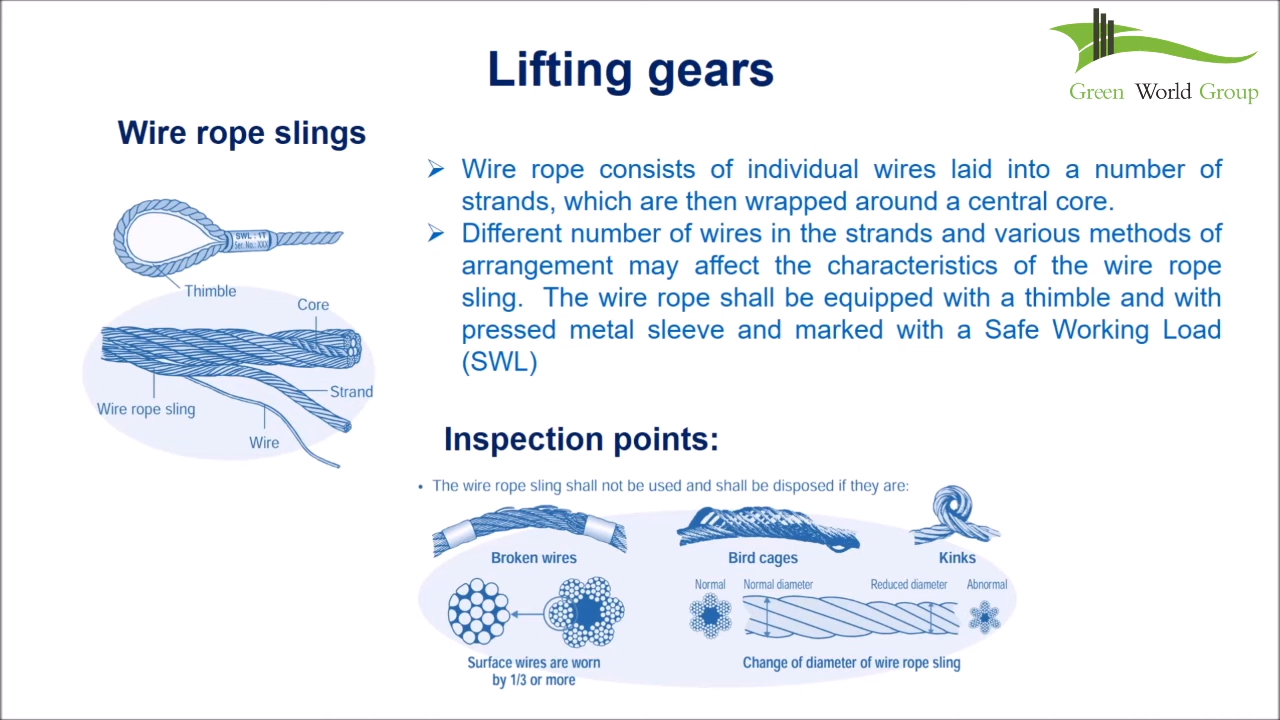 Lifting gears
Green World Group
Wire rope slings
SWL : 1T
Ser. No.: XXX
Thimble
Core
Strand
Wire rope sling
Wire
➢ Wire rope consists of individual wires laid into a number of
strands, which are then wrapped around a central core.
➢ Different number of wires in the strands and various methods of
arrangement may affect the characteristics of the wire rope
sling. The wire rope shall be equipped with a thimble and with
pressed metal sleeve and marked with a Safe Working Load
(SWL)
Inspection points:
• The wire rope sling shall not be used and shall be disposed if they are:
Broken wires
Bird cages
Kinks
Normal
Normal diameter
Reduced diameter
Abnormal
Surface wires are worn
by 1/3 or more
Change of diameter of wire rope sling